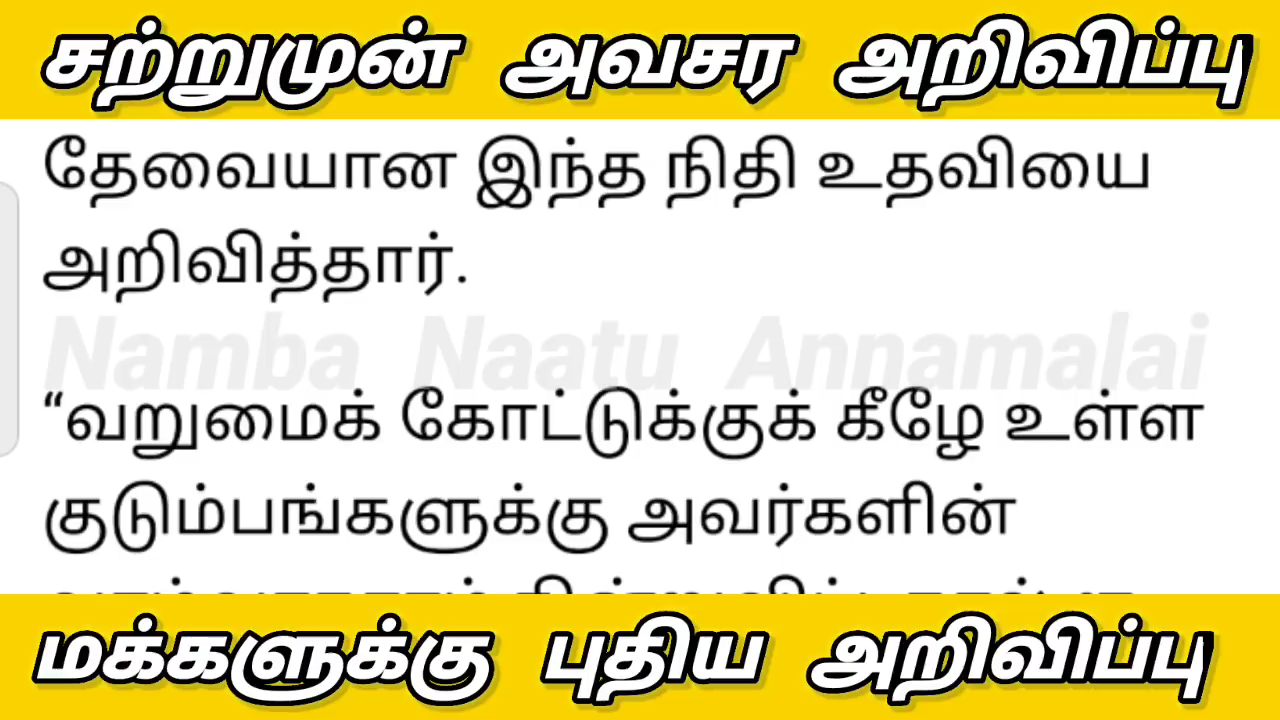 சற்றுமுன் அவசர அறிவிப்பு
தேவையான இந்த நிதி உதவியை
அறிவித்தார்.
Namba Naatu Annamalai
“வறுமைக் கோட்டுக்குக் கீழே உள்ள
குடும்பங்களுக்கு அவர்களின்
மக்களுக்கு புதிய அறிவிப்பு